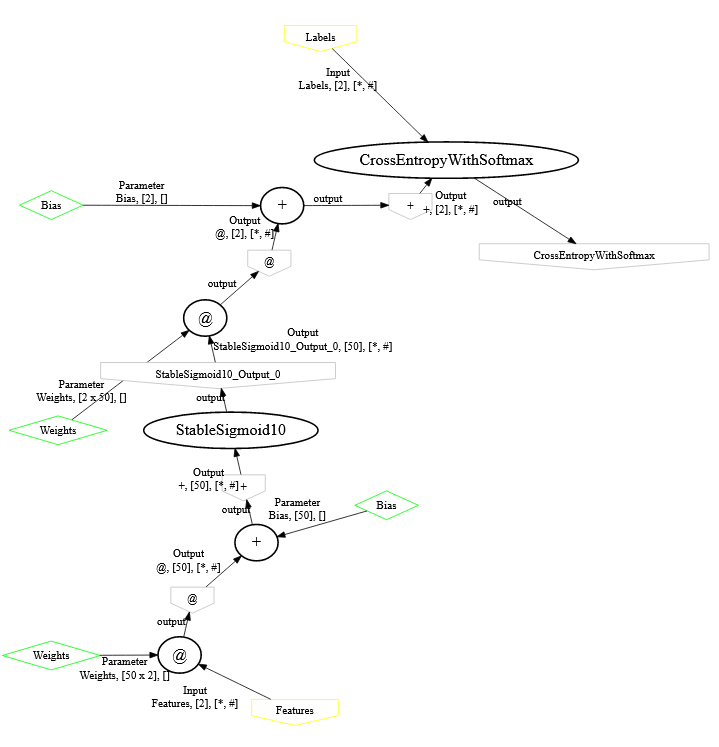 Labels
Input
Labels, [2], [*, #]
CrossEntropyWithSoftmax
Parameter
Bias, [2], []
Bias
+
output
+
Output
+, [2], [*, #]
output
Output
@, [2], [*, #]
CrossEntropyWithSoftmax
@
output
@
Output
StableSigmoid10_Output_0, [50], [*, #]
StableSigmoid10_Output_0
Parameter
Weights, [2 x 50], []
output
Weights
StableSigmoid10
Output
+, [50], [*, #]
+
Parameter
Bias, [50], []
Bias
output
+
Output
@, [50], [*, #]
@
output
Weights
@
Parameter
Weights, [50 x 2], []
Input
Features, [2], [*, #]
Features